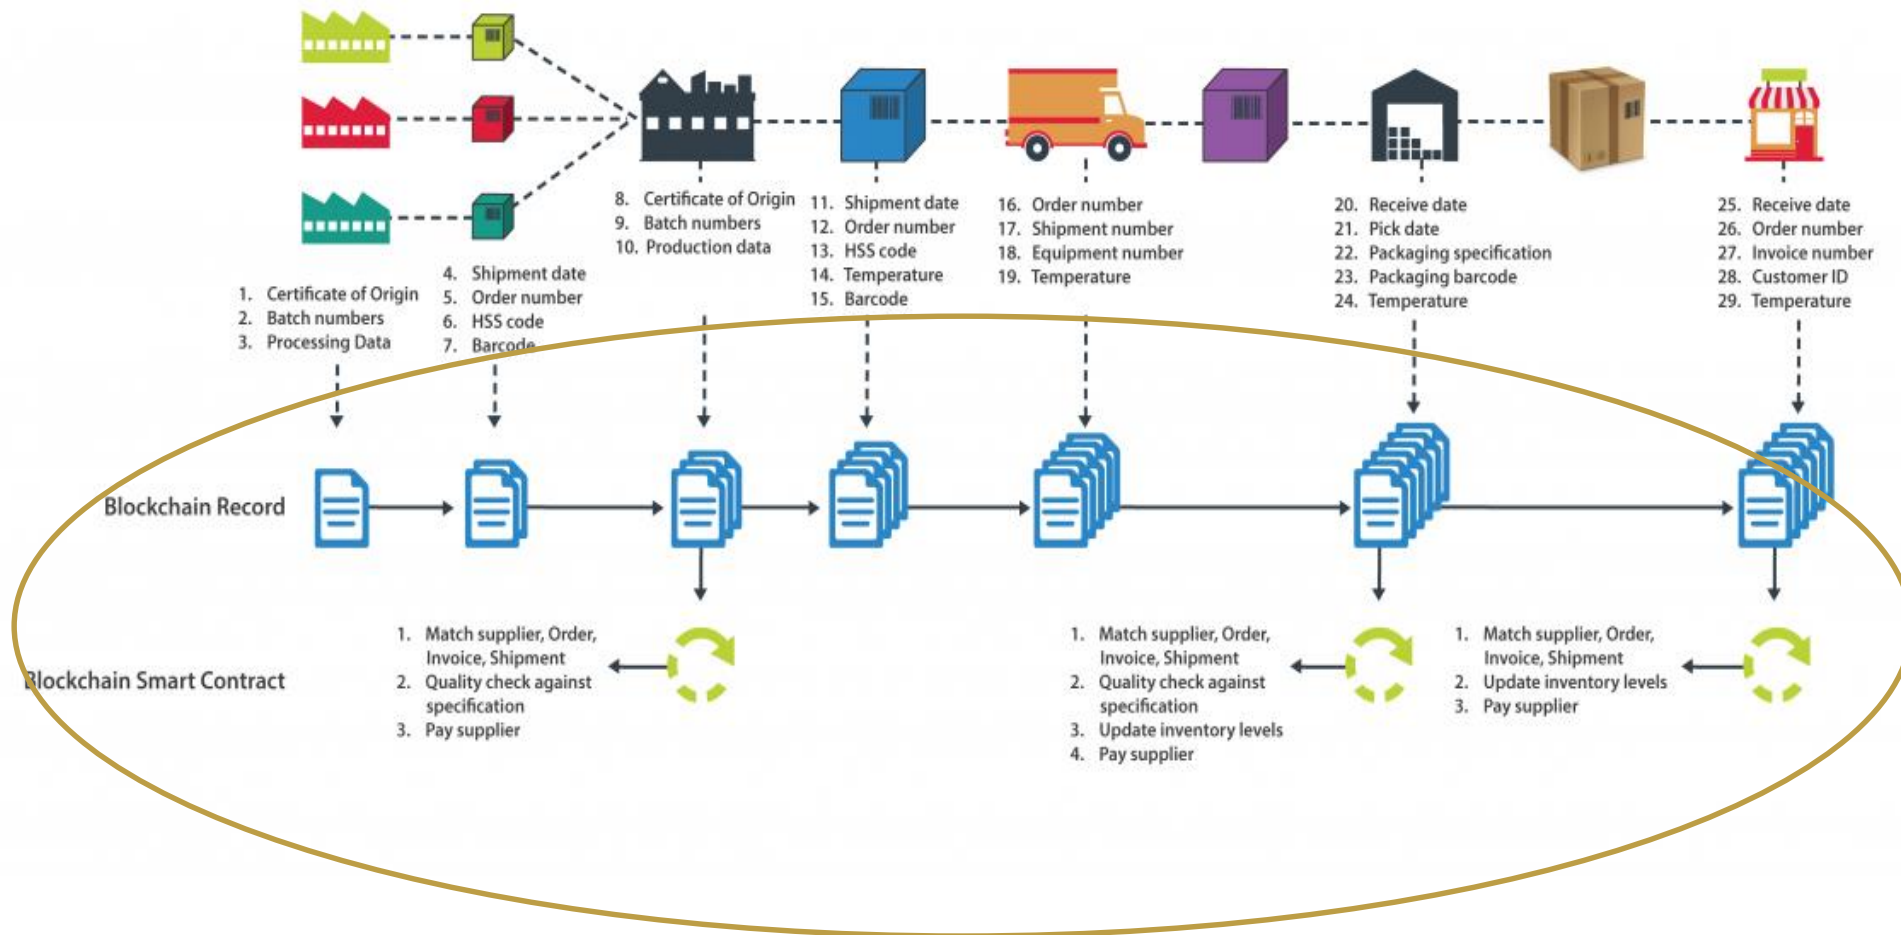 8. Certificate of Origin
9. Batch numbers
10. Production data
11. Shipment date
12. Order number
13. HSS code
14. Temperature
15. Barcode
16. Order number
17. Shipment number
18. Equipment number
19. Temperature
20. Receive date
21. Pick date
22. Packaging specification
23. Packaging barcode
24. Temperature
25. Receive date
26. Order number
27. Invoice number
28. Customer ID
29. Temperature
1. Certificate of Origin
2. Batch numbers
3. Processing Data
4. Shipment date
5. Order number
6. HSS code
7. Barcode
Blockchain Record
Blockchain Smart Contract
1. Match supplier, Order,
Invoice, Shipment
2. Quality check against
specification
3. Pay supplier
1. Match supplier, Order,
Invoice, Shipment
2. Quality check against
specification
3. Update inventory levels
4. Pay supplier
1. Match supplier, Order,
Invoice, Shipment
2. Update inventory levels
3. Pay supplier